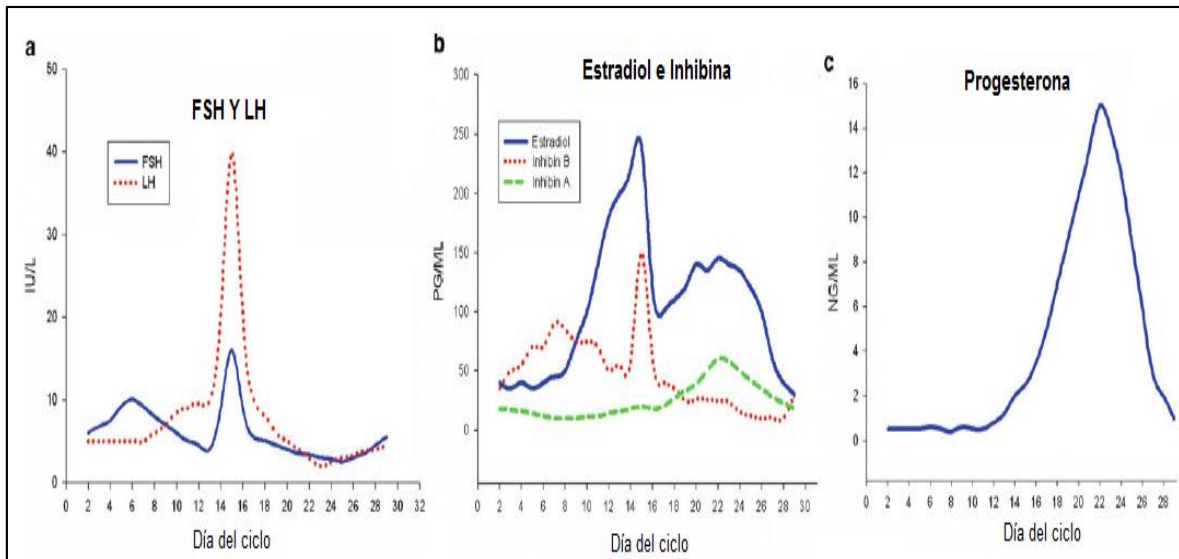 a
FSH Y LH
FSH
LH
IU/L
50
40
30
20
10
0
0 2 4 6 8 10 12 14 16 18 20 22 24 26 28 30 32
Día del ciclo
b
Estradiol e Inhibina
Estradiol
Inhibin B
Inhibin A
PG/ML
300
250
200
150
100
50
0
0 2 4 6 8 10 12 14 16 18 20 22 24 26 28 30
Día del ciclo
c
Progesterona
NG/ML
16
14
12
10
8
6
4
2
0
0 2 4 6 8 10 12 14 16 18 20 22 24 26 28
Día del ciclo